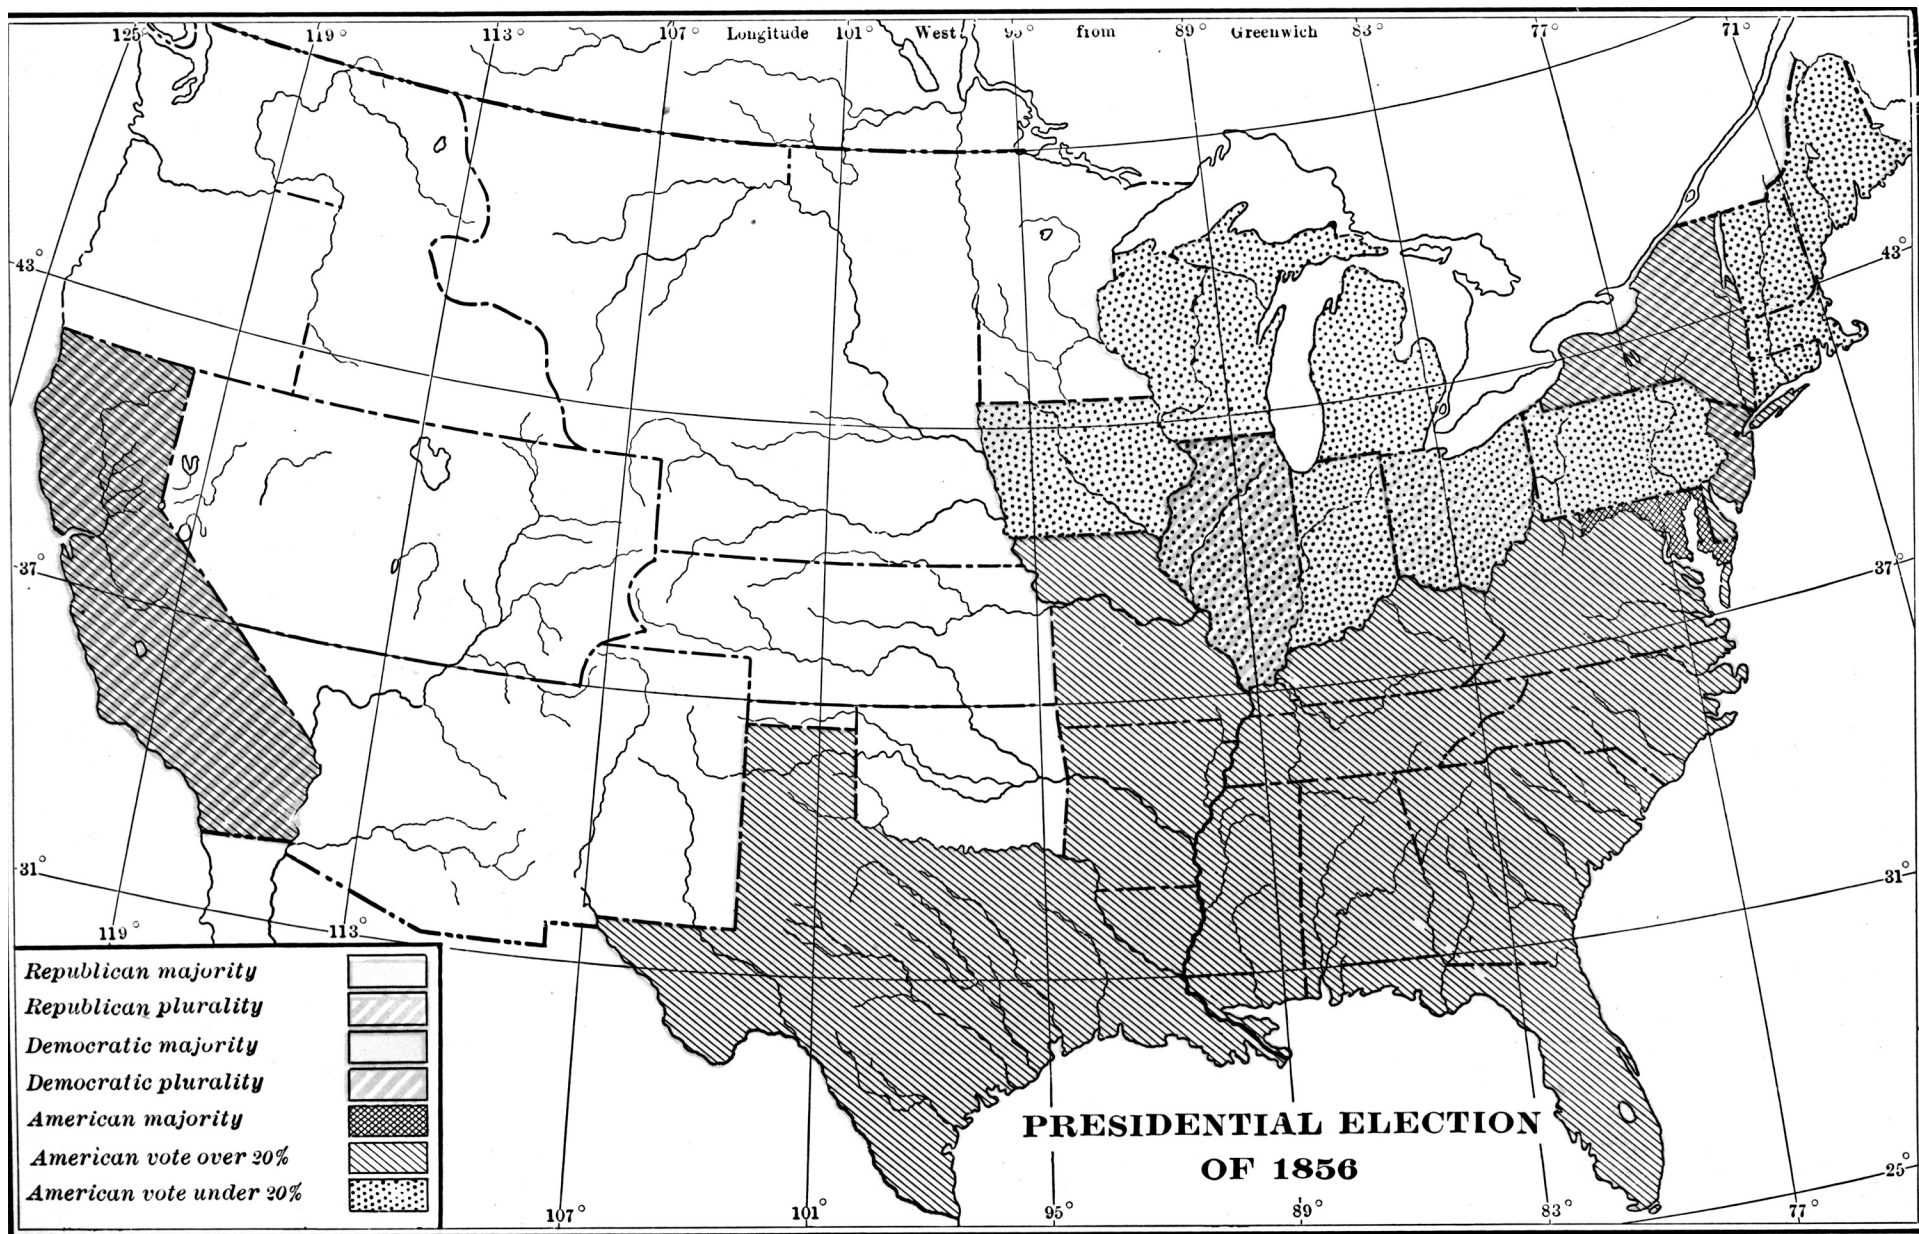 125° 119° 113° 107° Longitude 101° West 95° from 89° Greenwich 83° 77° 71°
43° 43°
37° 37°
31° 31°
119° 113°
25°
107° 101° 95° 89° 83° 77°
Republican majority
Republican plurality
Democratic majority
Democratic plurality
American majority
American vote over 20%
American vote under 20%
PRESIDENTIAL ELECTION
OF 1856